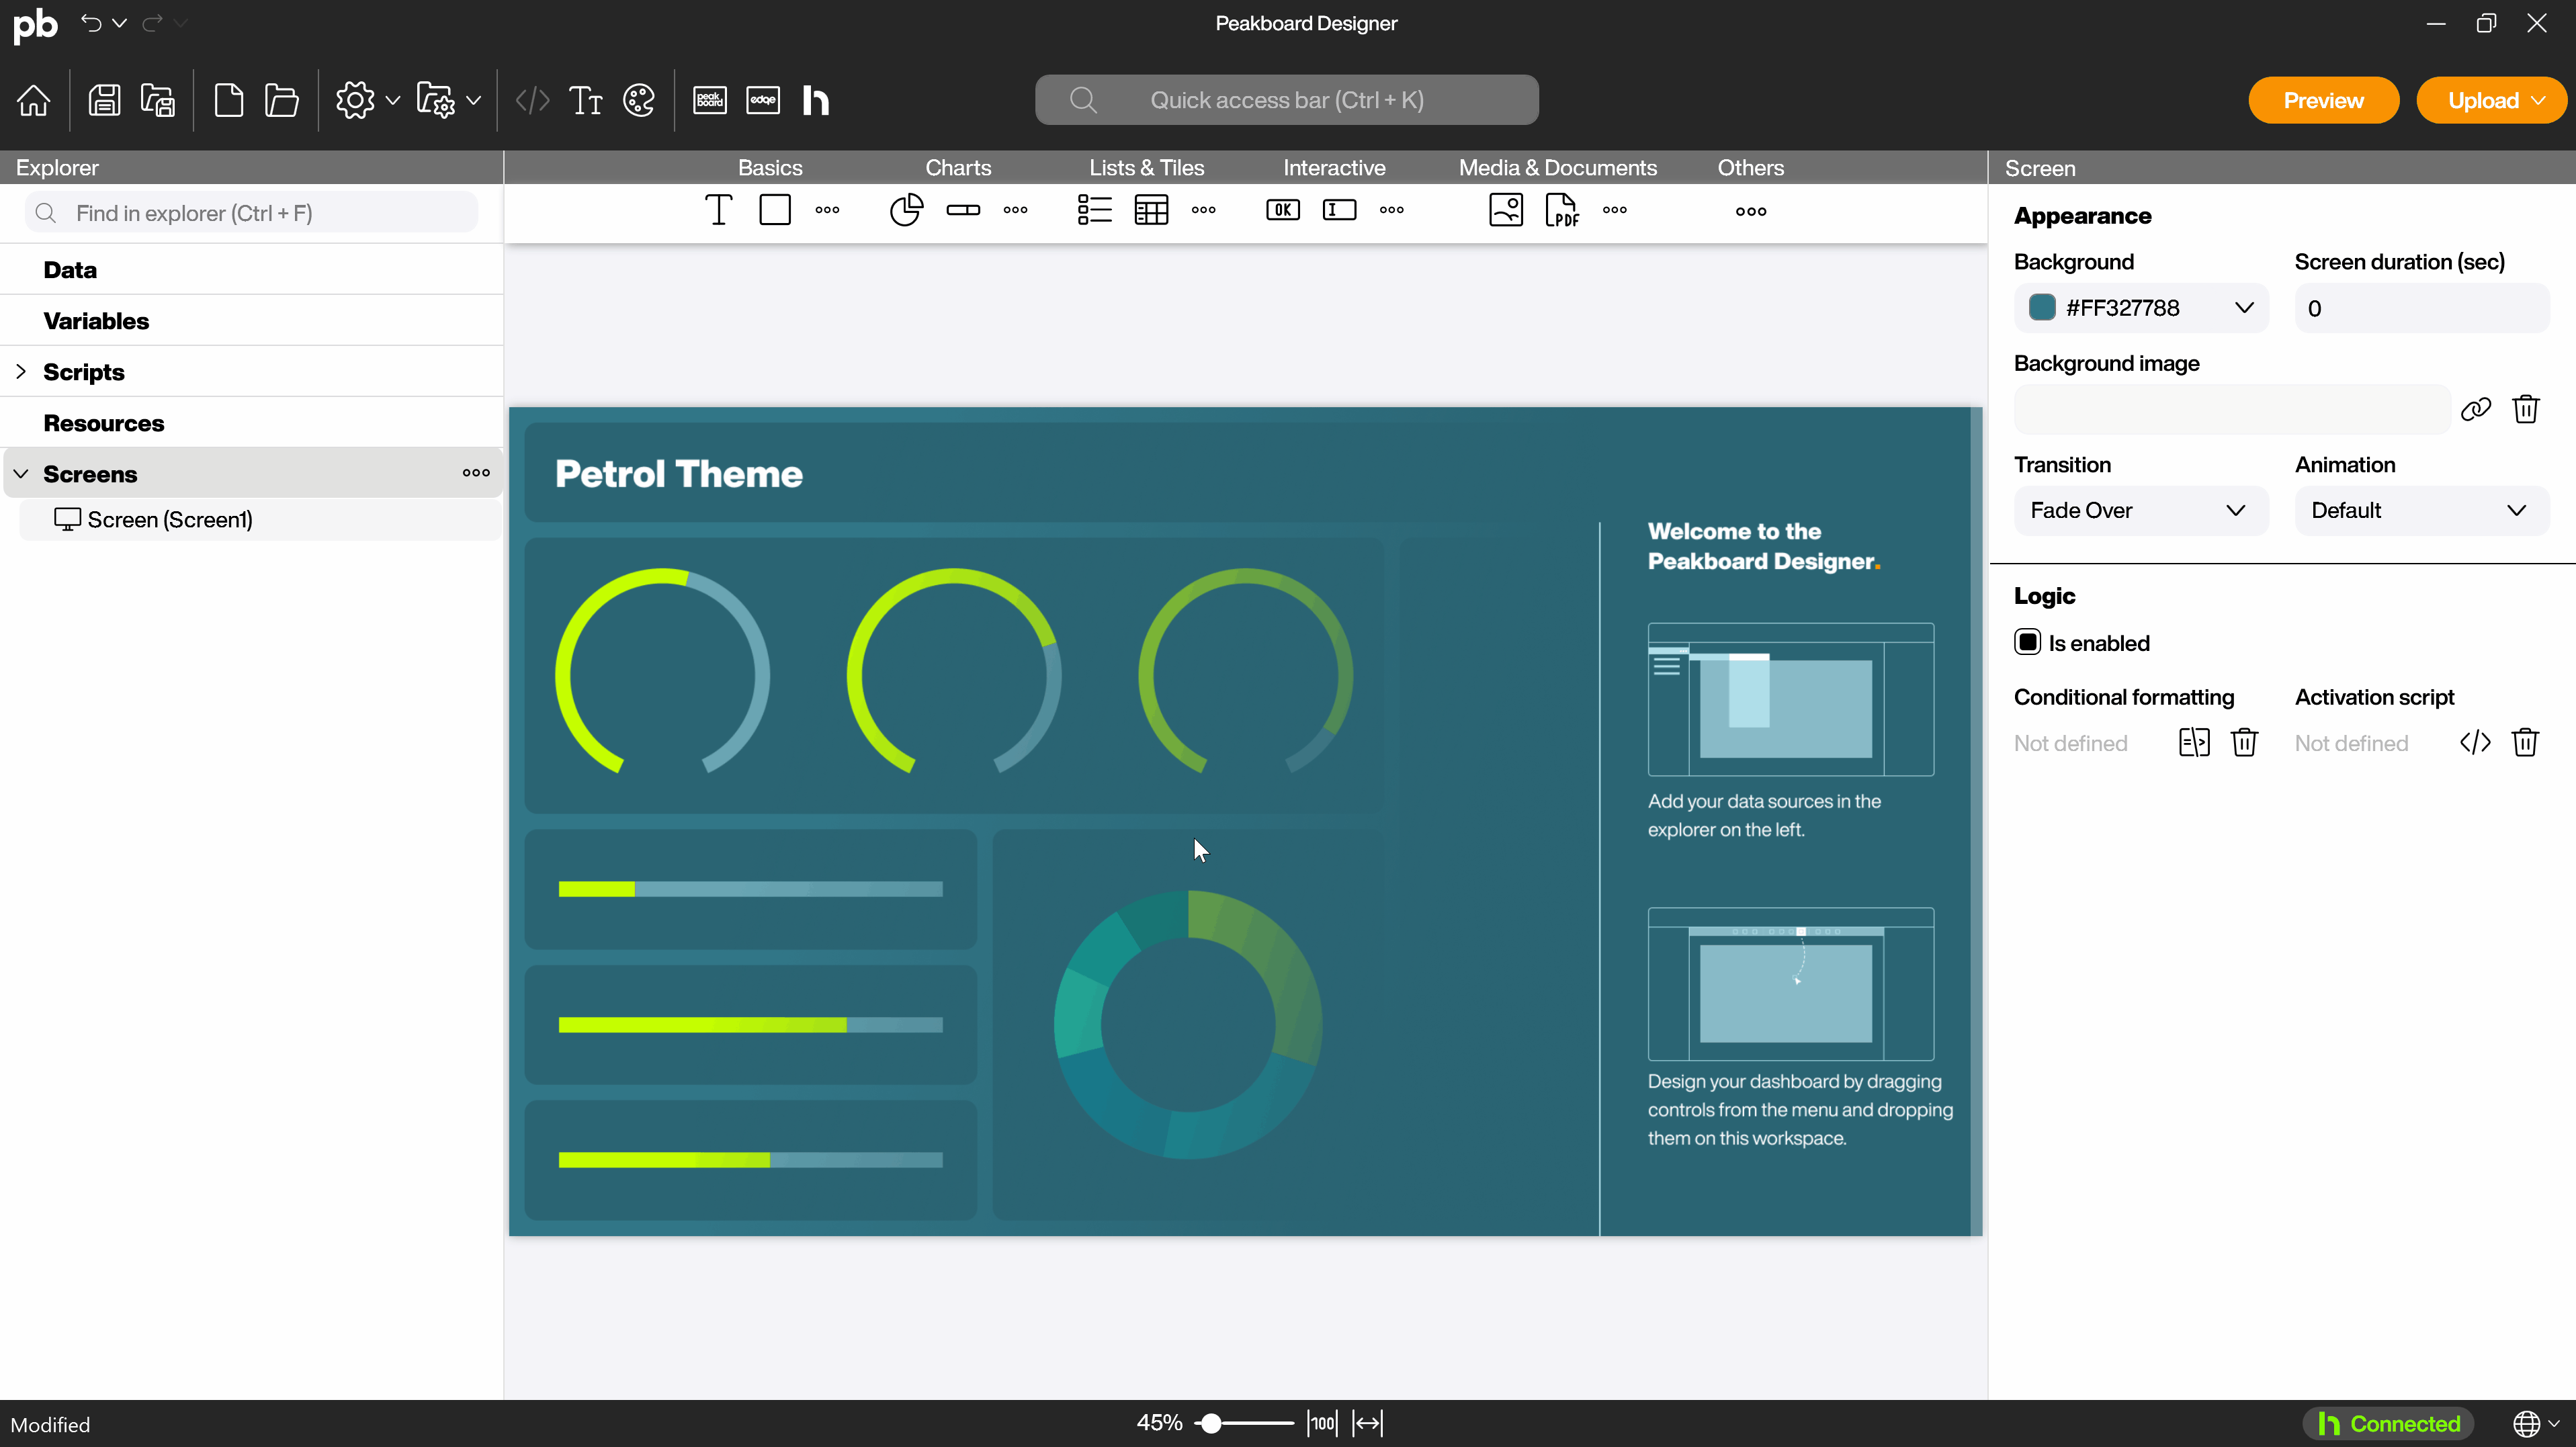 pb
Peakboard Designer
peak board
edge
h
Quick access bar (Ctrl + K)
Preview
Upload
Explorer
Basics
Charts
Lists & Tiles
Interactive
Media & Documents
Others
Screen
Find in explorer (Ctrl + F)
T
OK
I
PDF
Appearance
Data
Background
Screen duration (sec)
#FF327788
0
Variables
Background image
Scripts
Resources
Transition
Animation
Screens
Fade Over
Default
Screen (Screen1)
Petrol Theme
Welcome to the
Peakboard Designer.
Logic
Is enabled
Conditional formatting
Activation script
Not defined
Not defined
Add your data sources in the
explorer on the left.
Design your dashboard by dragging
controls from the menu and dropping
them on this workspace.
Modified
45%
100
h Connected